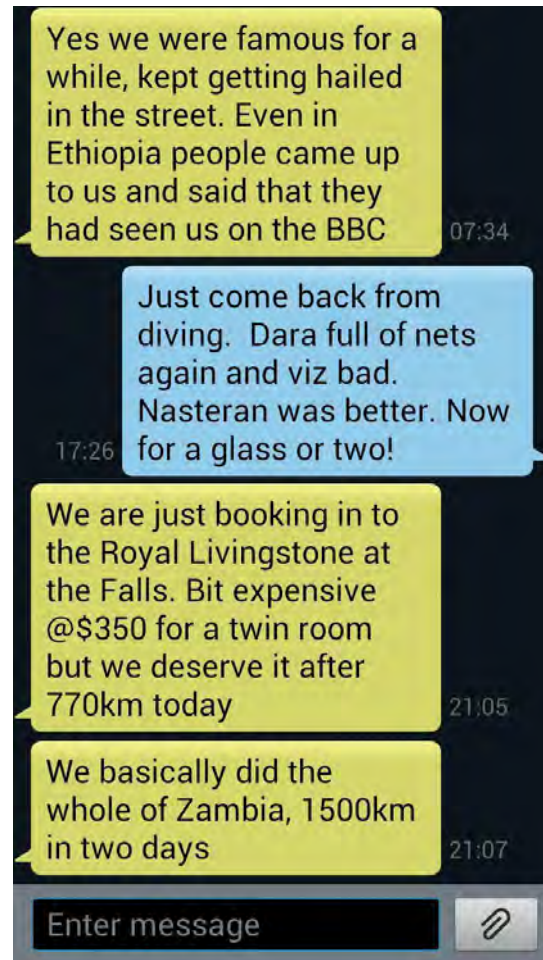 Yes we were famous for a
while, kept getting hailed
in the street. Even in
Ethiopia people came up
to us and said that they
had seen us on the BBC
07:34
Just come back from
diving.  Dara full of nets
again and viz bad.
Nasteran was better. Now
for a glass or two!
17:26
We are just booking in to
the Royal Livingstone at
the Falls. Bit expensive
@$350 for a twin room
but we deserve it after
770km today
21:05
We basically did the
whole of Zambia, 1500km
in two days
21:07
Enter message